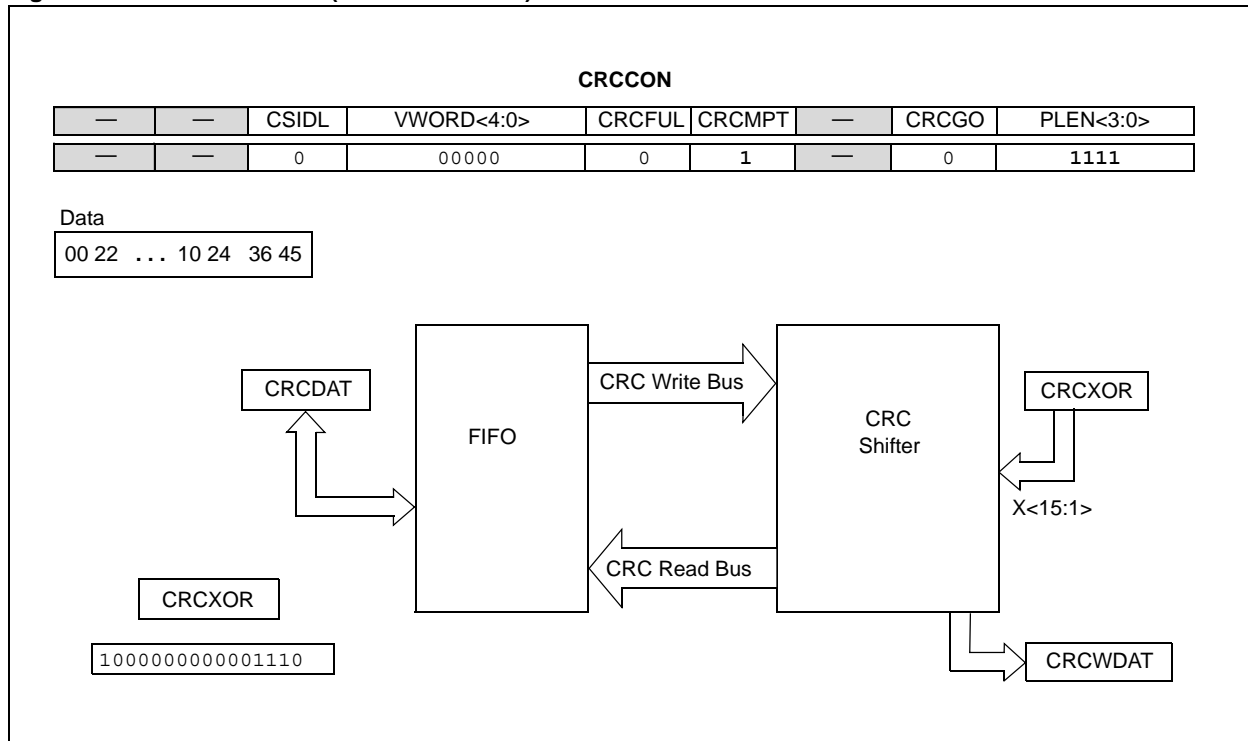 CRCCON
— — CSIDL VWORD<4:0> CRCFUL CRCMPT — CRCGO PLEN<3:0>
— — 0 00000 0 1 — 0 1111
Data
00 22 ... 10 24 36 45
CRCDAT
FIFO
CRC Write Bus
CRC
Shifter
CRCXOR
X<15:1>
CRC Read Bus
CRCXOR
1000000000001110
CRCWDAT